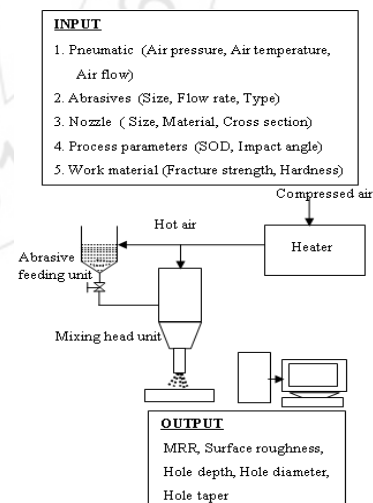 INPUT
1. Pneumatic (Air pressure, Air temperature,
Air flow)
2. Abrasives (Size, Flow rate, Type)
3. Nozzle ( Size, Material, Cross section)
4. Process parameters (SOD, Impact angle)
5. Work material (Fracture strength, Hardness)
Compressed air
Hot air
Heater
Abrasive
feeding unit
Mixing head unit
OUTPUT
MRR, Surface roughness,
Hole depth, Hole diameter,
Hole taper